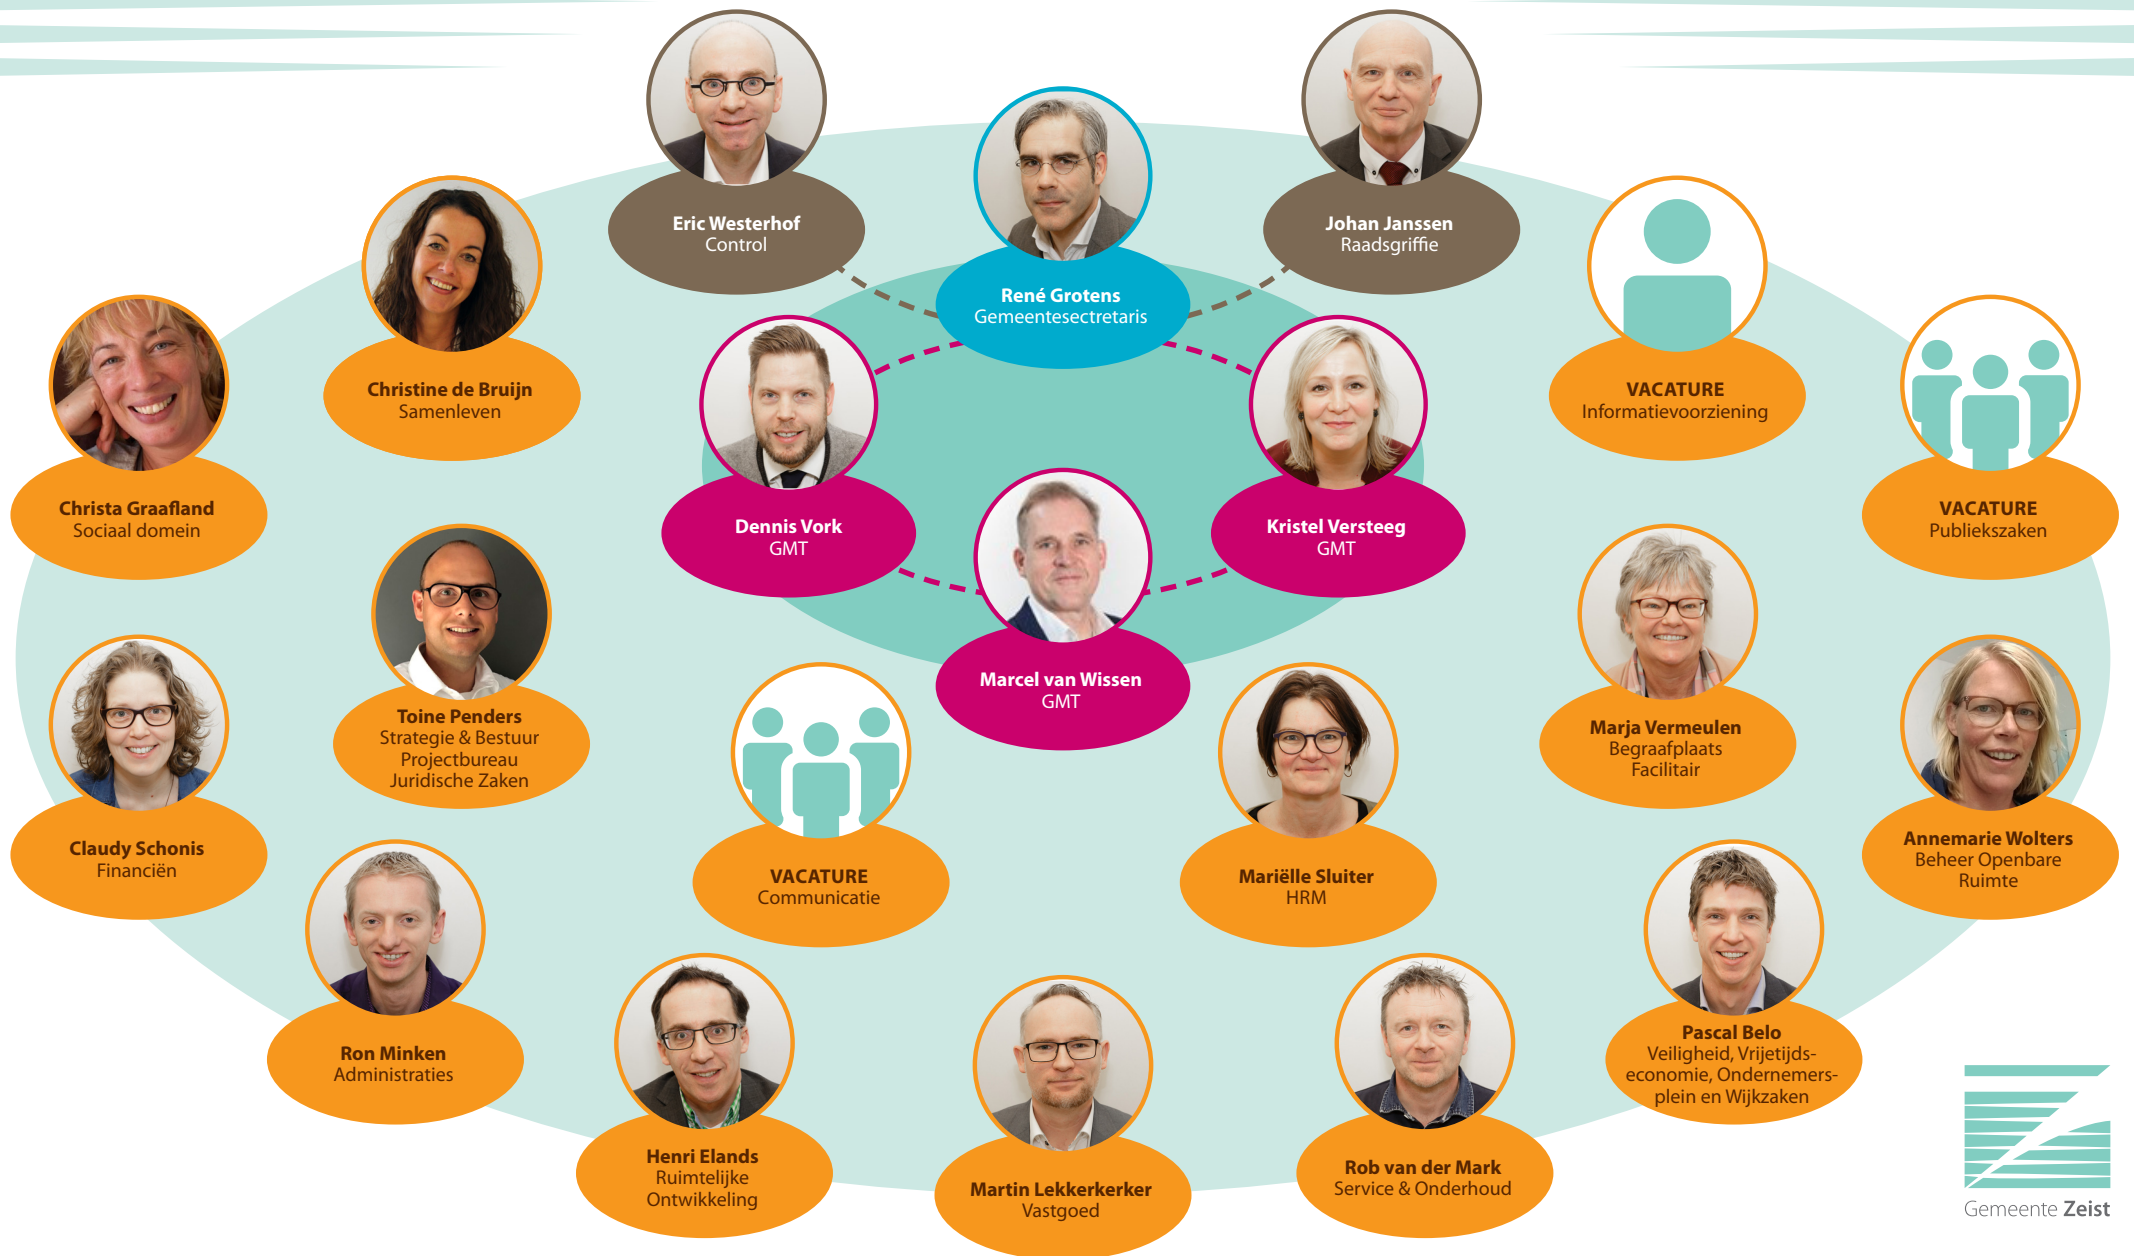 Eric Westerhof
Control
René Grotens
Gemeentesectretaris
Johan Janssen
Raadsgriffie
Christine de Bruijn
Samenleven
VACATURE
Informatievoorziening
Christa Graafland
Sociaal domein
Dennis Vork
GMT
Kristel Versteeg
GMT
VACATURE
Publiekszaken
Marcel van Wissen
GMT
Toine Penders
Strategie & Bestuur
Projectbureau
Juridische Zaken
Marja Vermeulen
Begraafplaats
Facilitair
Claudy Schonis
Financiën
VACATURE
Communicatie
Mariëlle Sluiter
HRM
Annemarie Wolters
Beheer Openbare
Ruimte
Ron Minken
Administraties
Pascal Belo
Veiligheid, Vrijetijds-
economie, Ondernemers-
plein en Wijkzaken
Henri Elands
Ruimtelijke
Ontwikkeling
Martin Lekkerkerker
Vastgoed
Rob van der Mark
Service & Onderhoud
Gemeente Zeist